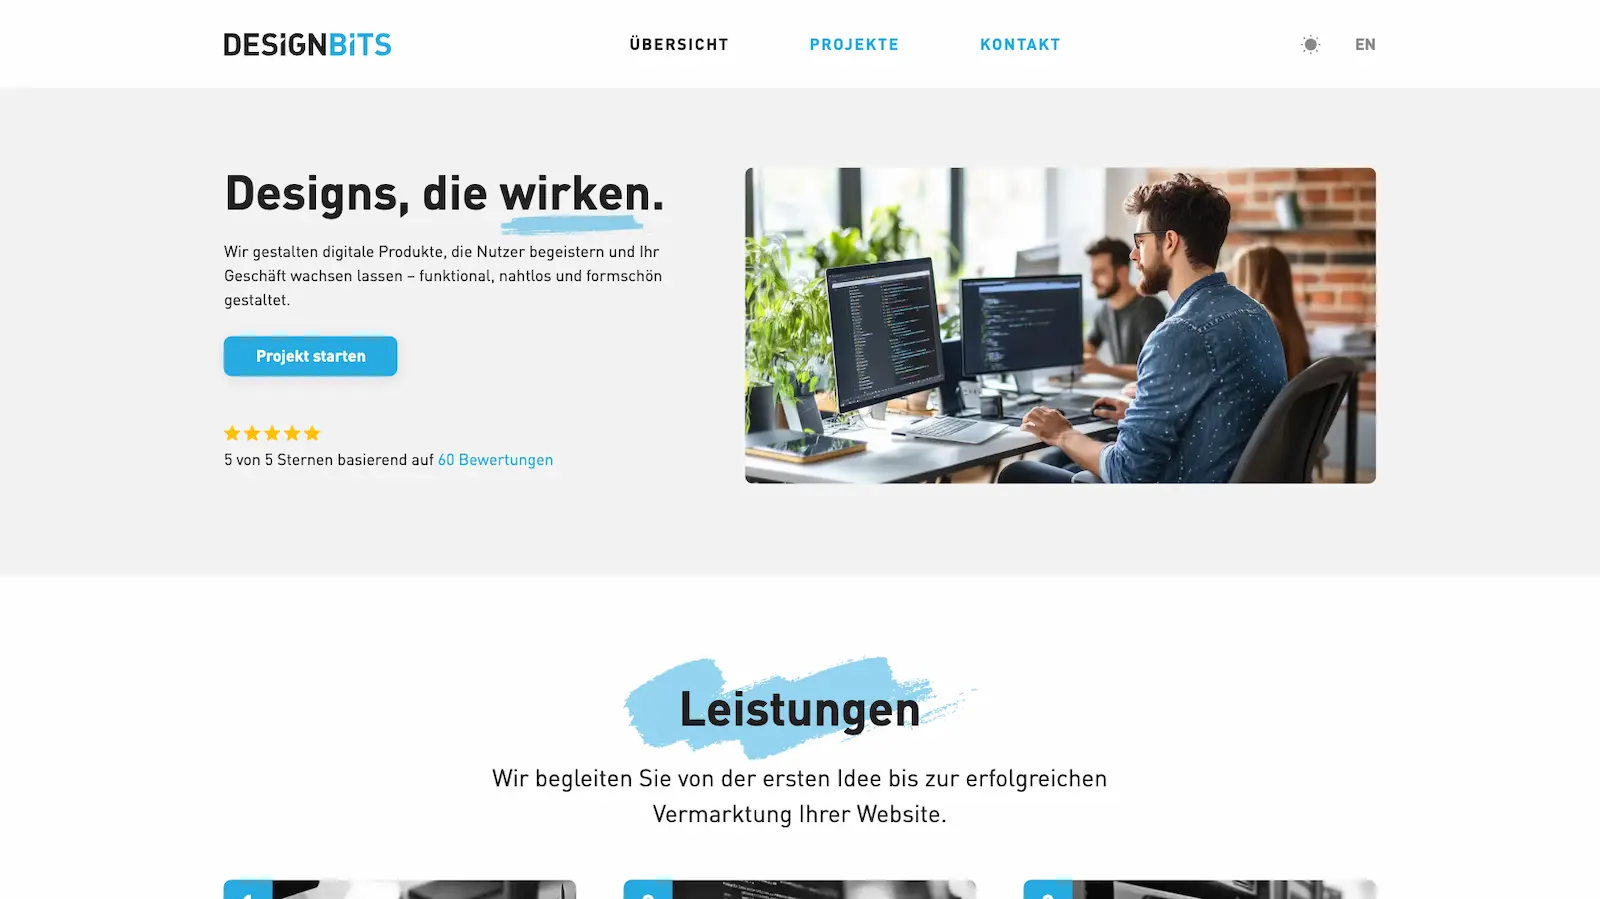 DESiGNBiTS
ÜBERSICHT
PROJEKTE
KONTAKT
EN
Designs, die wirken.
Wir gestalten digitale Produkte, die Nutzer begeistern und Ihr
Geschäft wachsen lassen – funktional, nahtlos und formschön
gestaltet.
Projekt starten
5 von 5 Sternen basierend auf 60 Bewertungen
Leistungen
Wir begleiten Sie von der ersten Idee bis zur erfolgreichen
Vermarktung Ihrer Website.